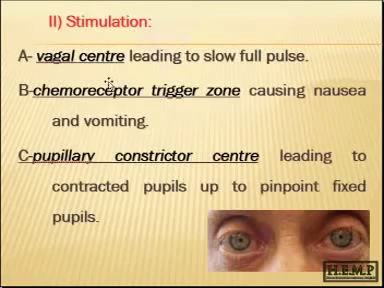 II) Stimulation:
A- vagal centre leading to slow full pulse.
B-chemoreceptor trigger zone causing nausea
and vomiting.
C-pupillary constrictor centre leading to
contracted pupils up to pinpoint fixed
pupils.
H.E.M.P